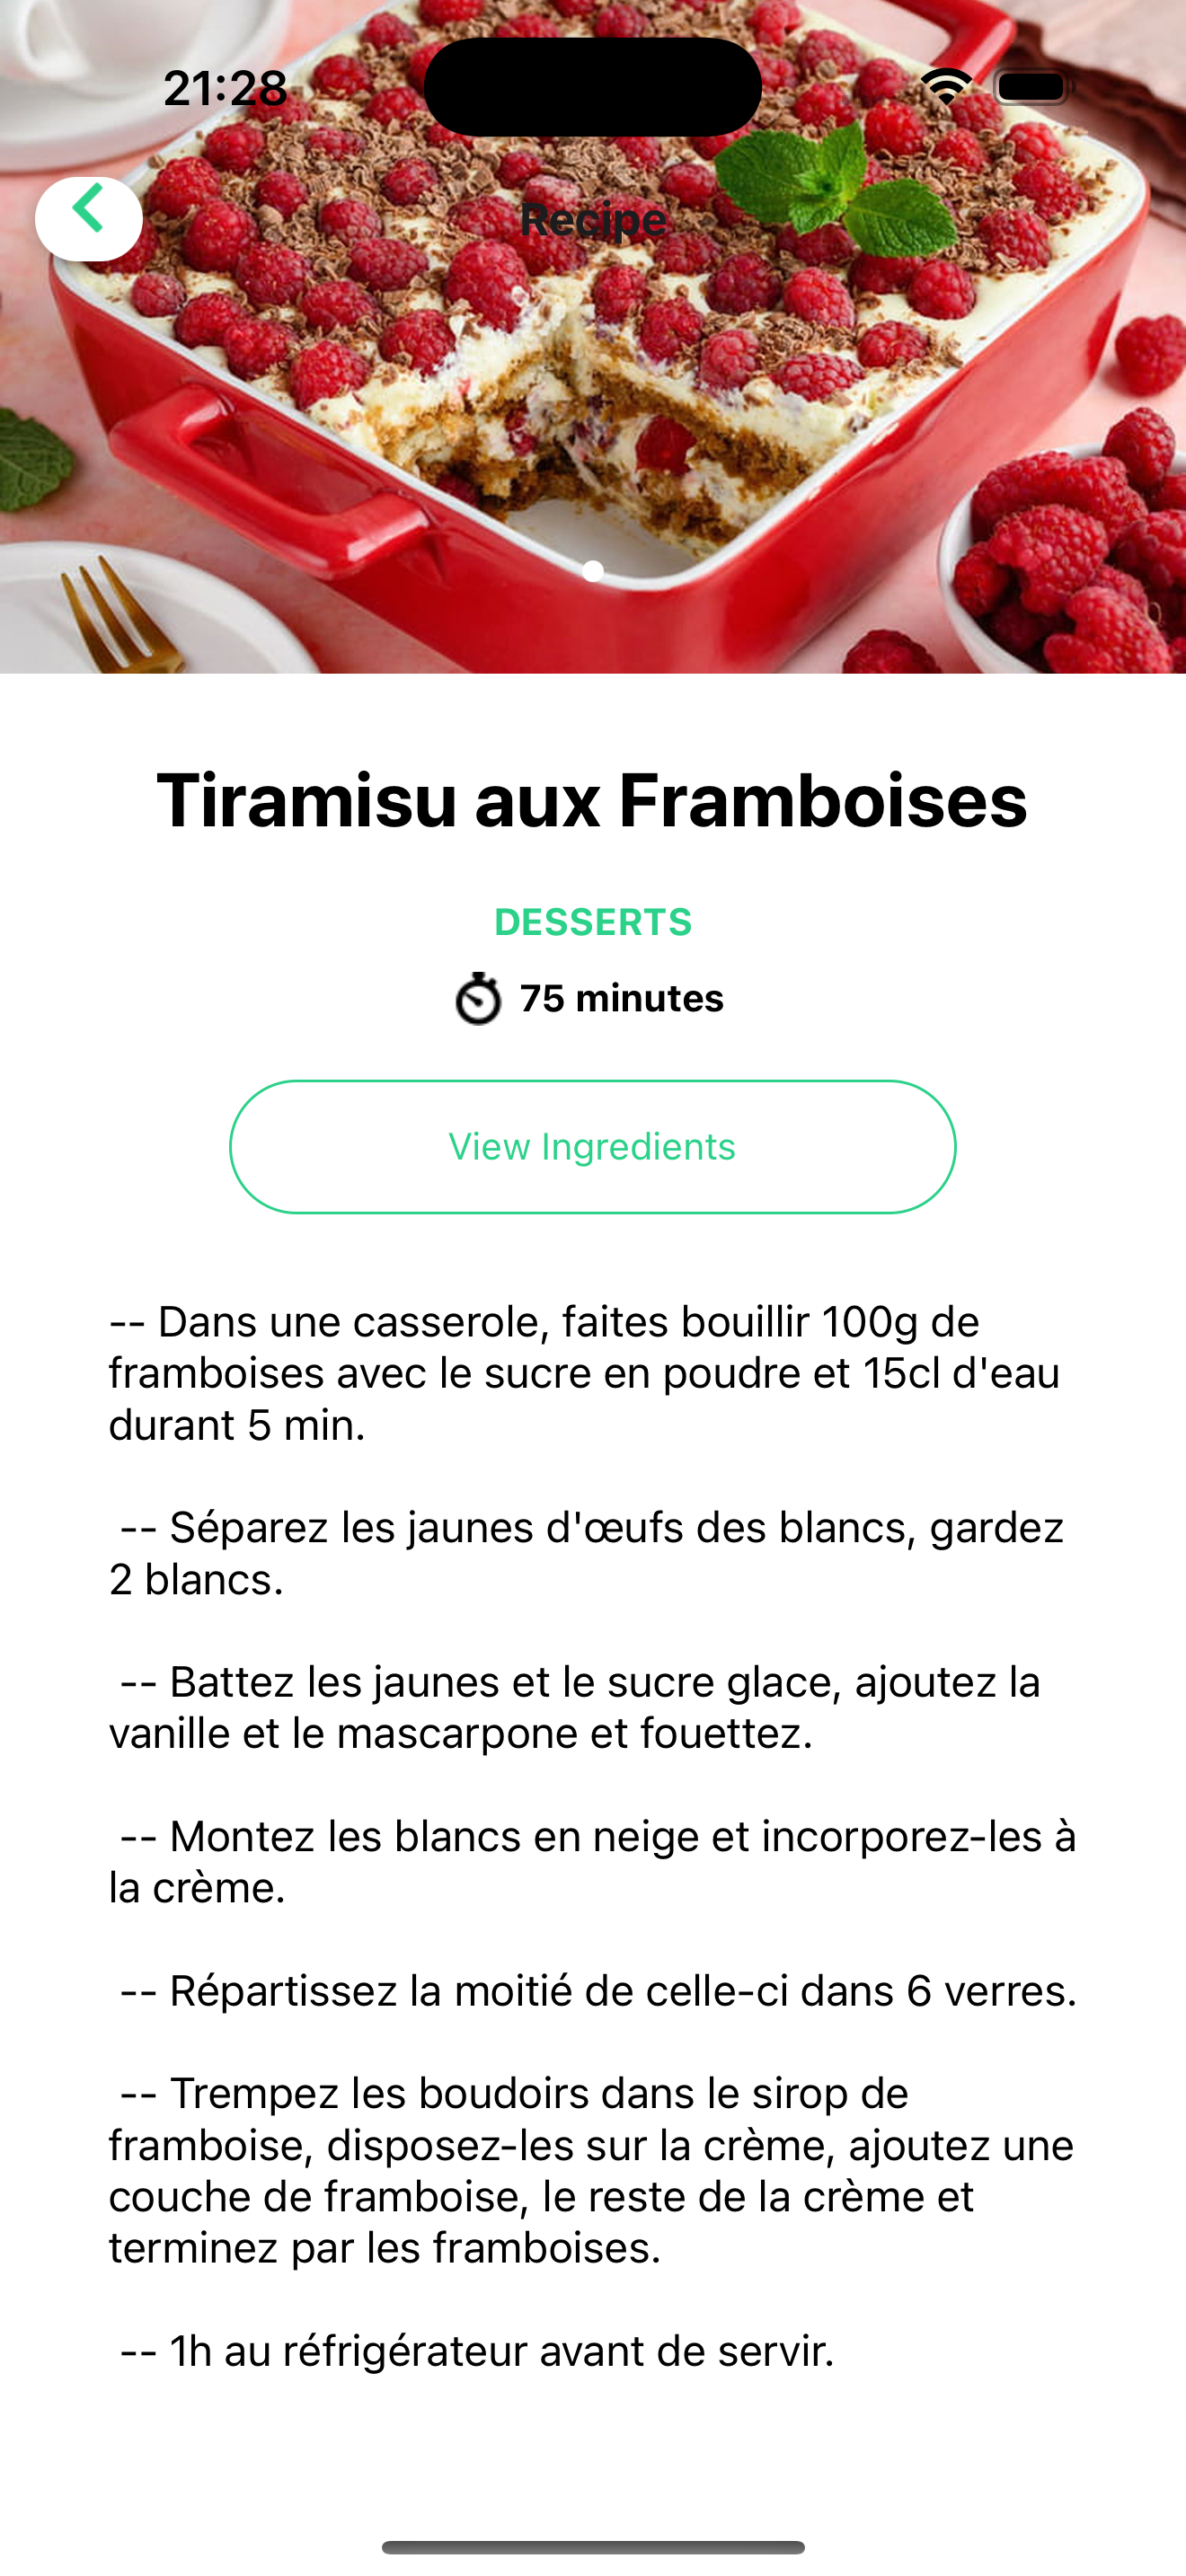 21:28
Recipe
Tiramisu aux Framboises
DESSERTS
75 minutes
View Ingredients
-- Dans une casserole, faites bouillir 100g de
framboises avec le sucre en poudre et 15cl d'eau
durant 5 min.
-- Séparez les jaunes d'œufs des blancs, gardez
2 blancs.
-- Battez les jaunes et le sucre glace, ajoutez la
vanille et le mascarpone et fouettez.
-- Montez les blancs en neige et incorporez-les à
la crème.
-- Répartissez la moitié de celle-ci dans 6 verres.
-- Trempez les boudoirs dans le sirop de
framboise, disposez-les sur la crème, ajoutez une
couche de framboise, le reste de la crème et
terminez par les framboises.
-- 1h au réfrigérateur avant de servir.